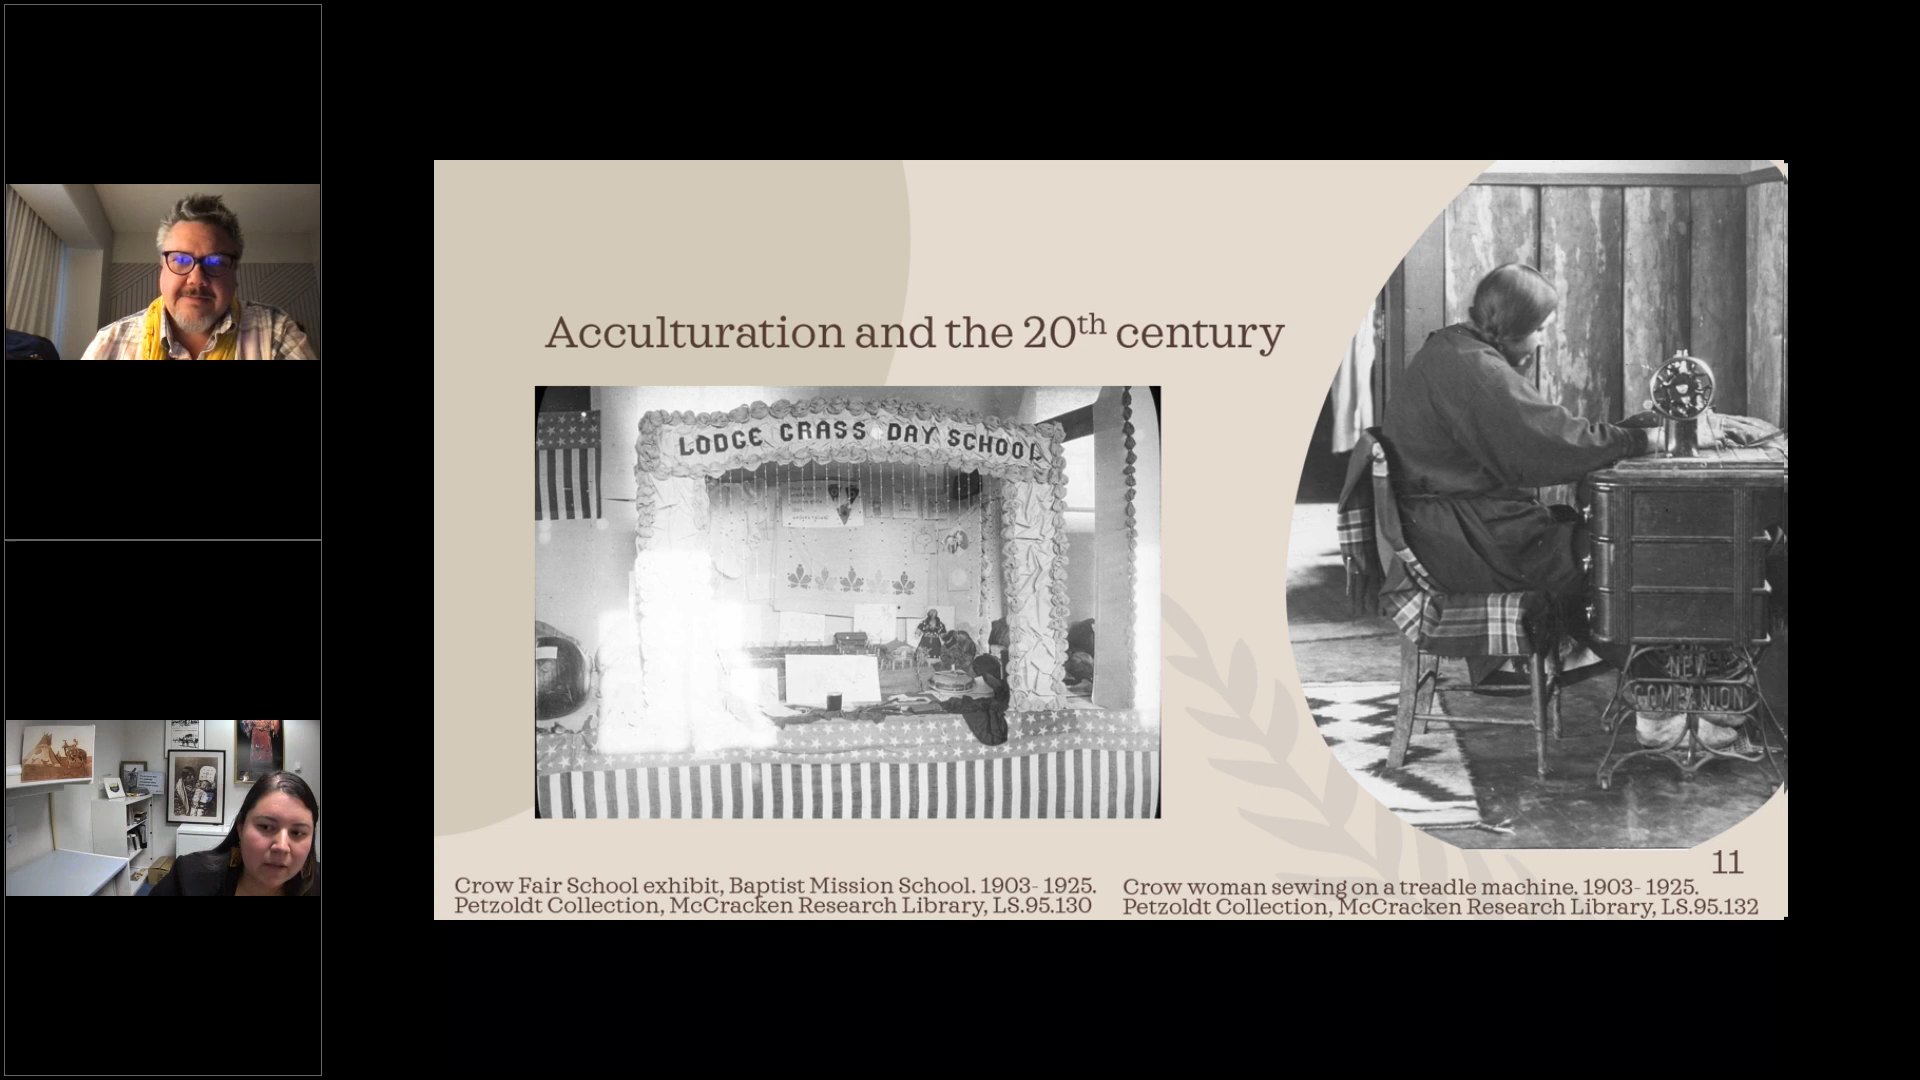 Acculturation and the 20th century
LODGE GRASS DAY SCHOOL
NEW
COMPANION
11
Crow Fair School exhibit, Baptist Mission School. 1903- 1925.
Petzoldt Collection, McCracken Research Library, LS.95.130
Crow woman sewing on a treadle machine. 1903- 1925.
Petzoldt Collection, McCracken Research Library, LS.95.132